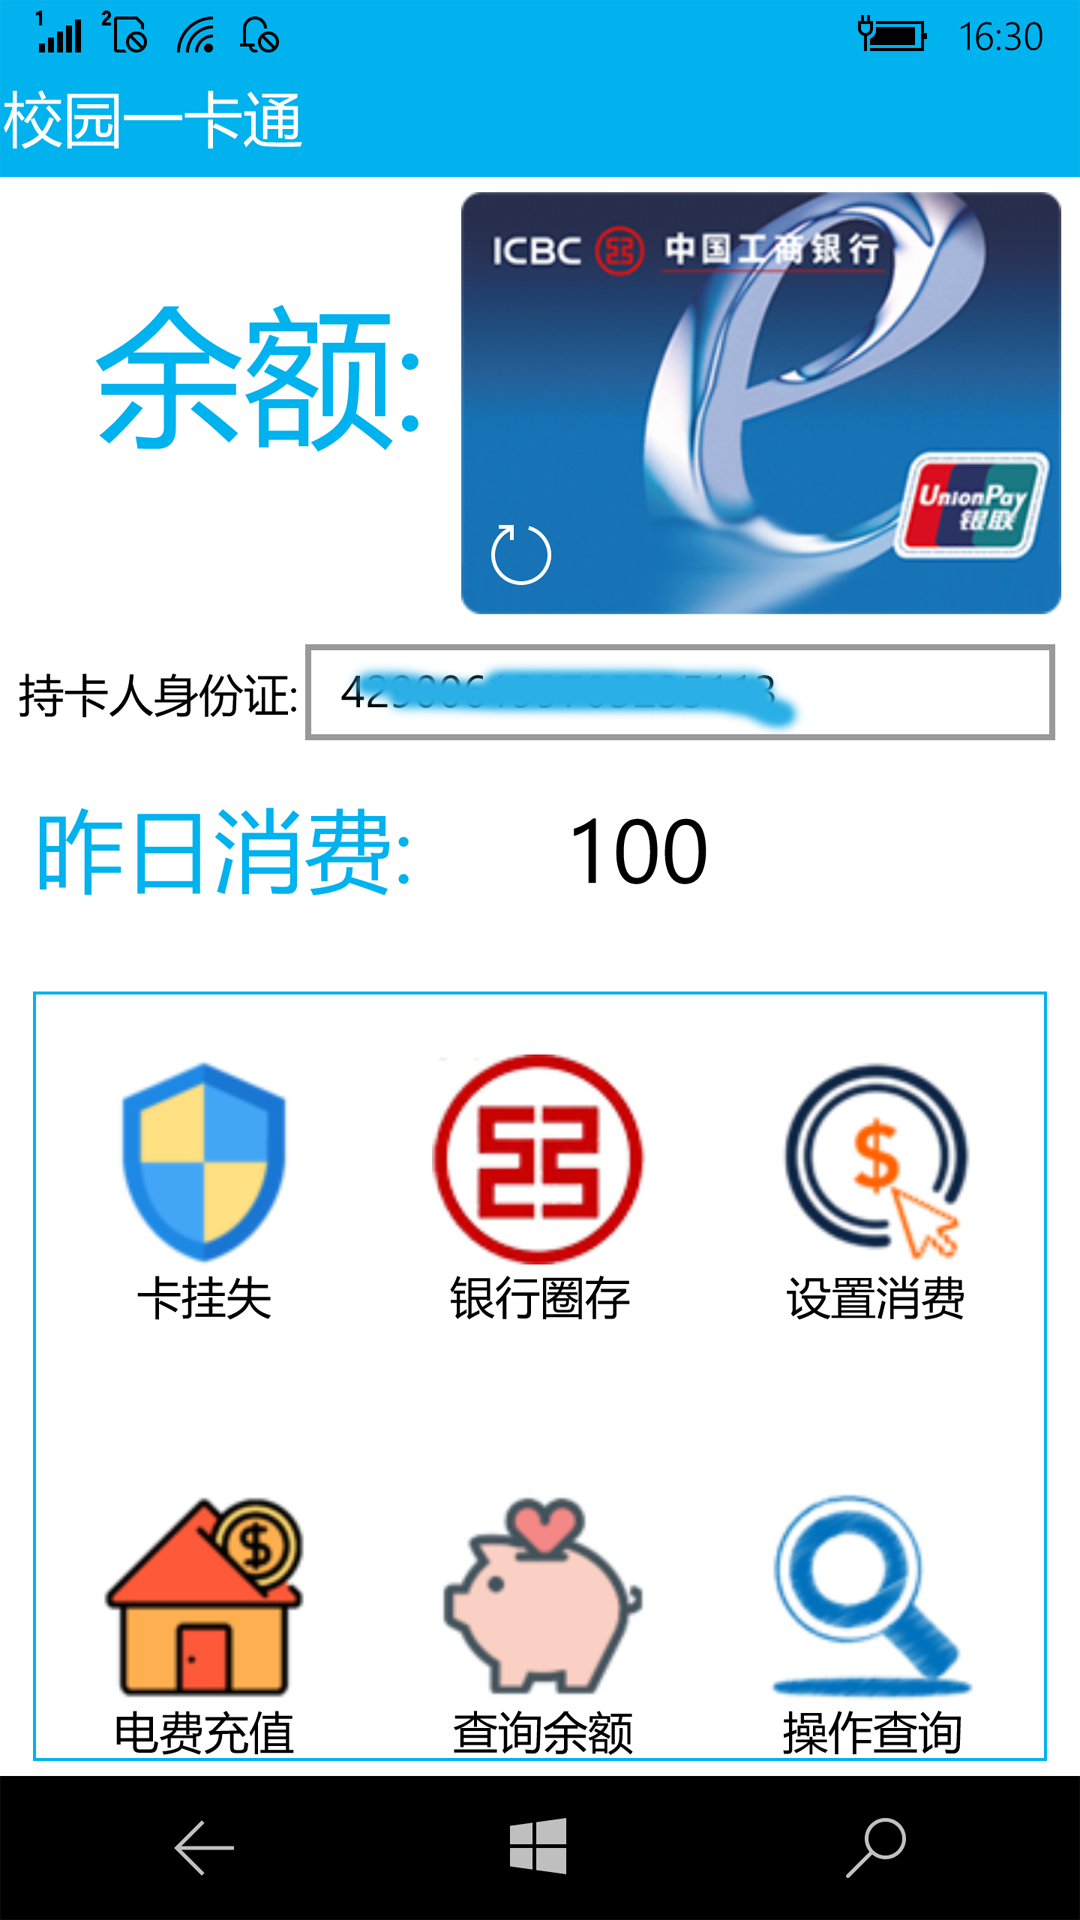 1 2 16:30
校园一卡通
ICBC 中国工商银行
余额:
UnionPay
银联
持卡人身份证:
昨日消费: 100
卡挂失 银行圈存 设置消费
电费充值 查询余额 操作查询